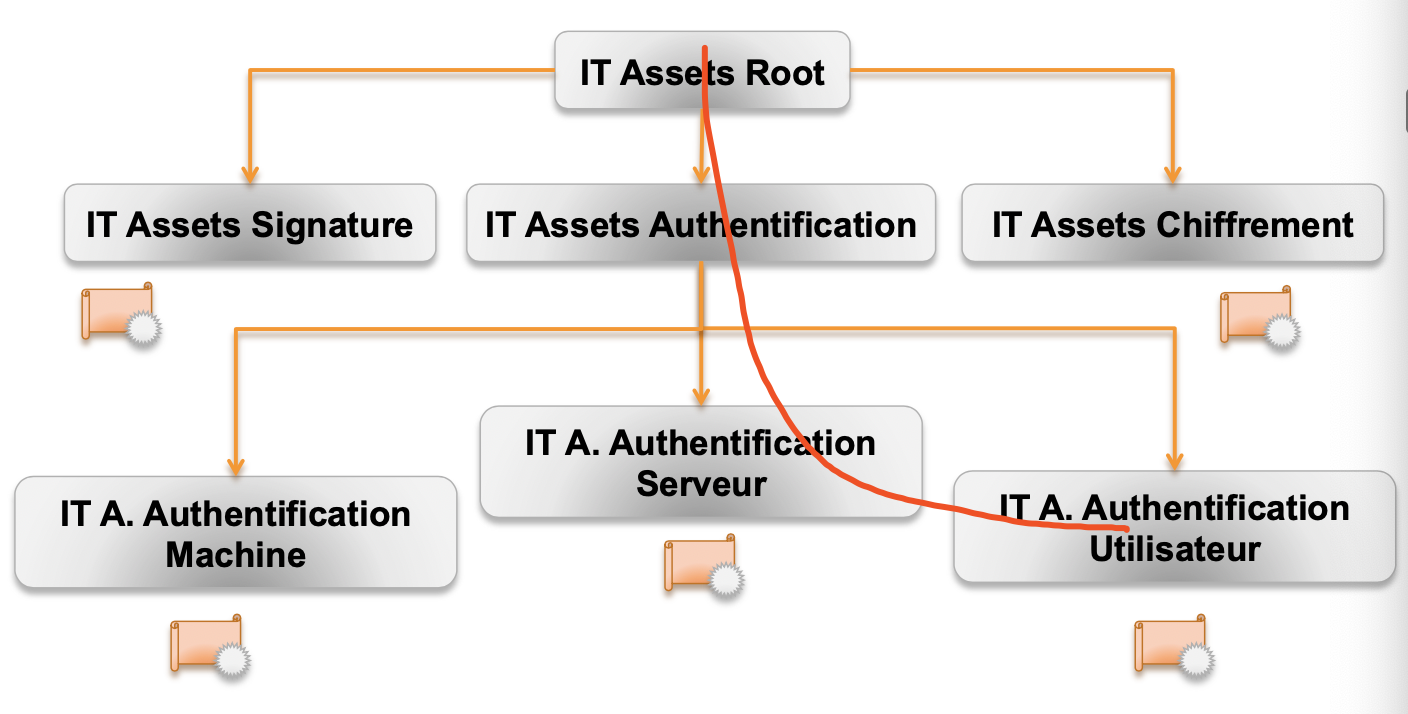 IT Assets Root
IT Assets Signature
IT Assets Authentification
IT Assets Chiffrement
IT A. Authentification
Serveur
IT A. Authentification
Machine
IT A. Authentification
Utilisateur